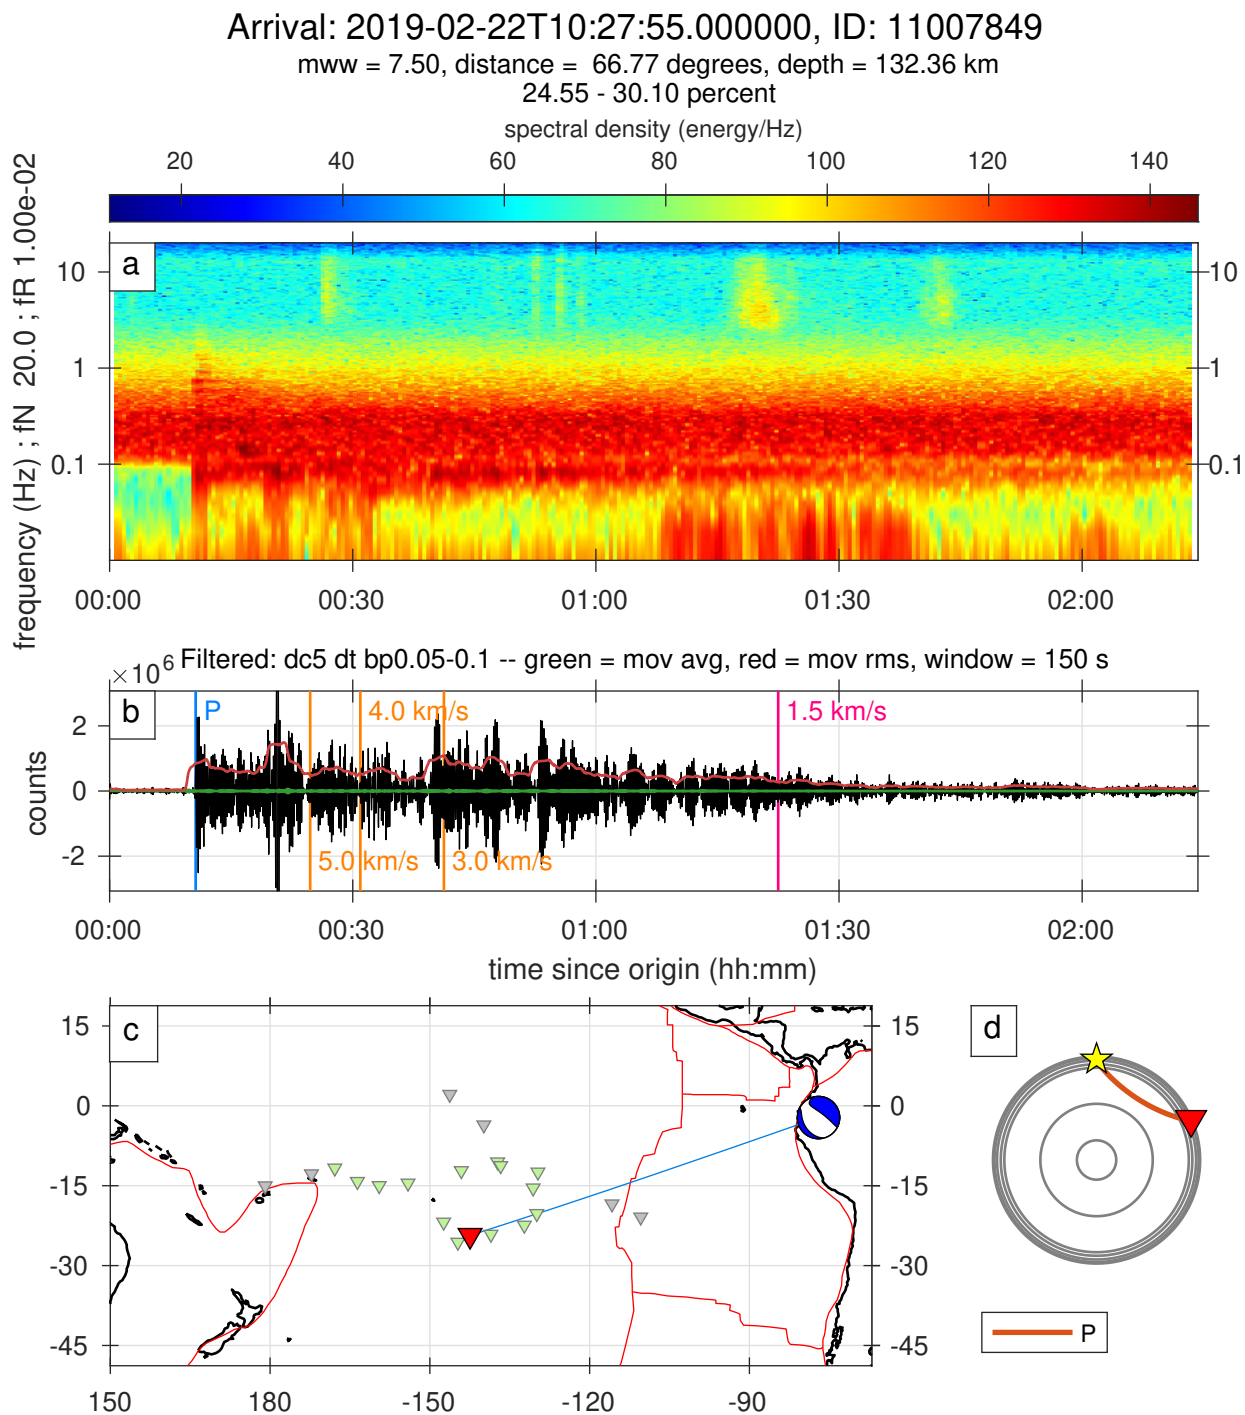 Arrival: 2019-02-22T10:27:55.000000, ID: 11007849
mww = 7.50, distance =  66.77 degrees, depth = 132.36 km
24.55 - 30.10 percent
spectral density (energy/Hz)
20 40 60 80 100 120 140
frequency (Hz) ; fN  20.0 ; fR 1.00e-02
a
10 10
1 1
0.1 0.1
00:00 00:30 01:00 01:30 02:00
×10^6 Filtered: dc5 dt bp0.05-0.1 -- green = mov avg, red = mov rms, window = 150 s
b P 4.0 km/s 1.5 km/s
2
0
-2
counts
5.0 km/s 3.0 km/s
00:00 00:30 01:00 01:30 02:00
time since origin (hh:mm)
c d
15 15
0 0
-15 -15
-30 -30
-45 -45
150 180 -150 -120 -90
P